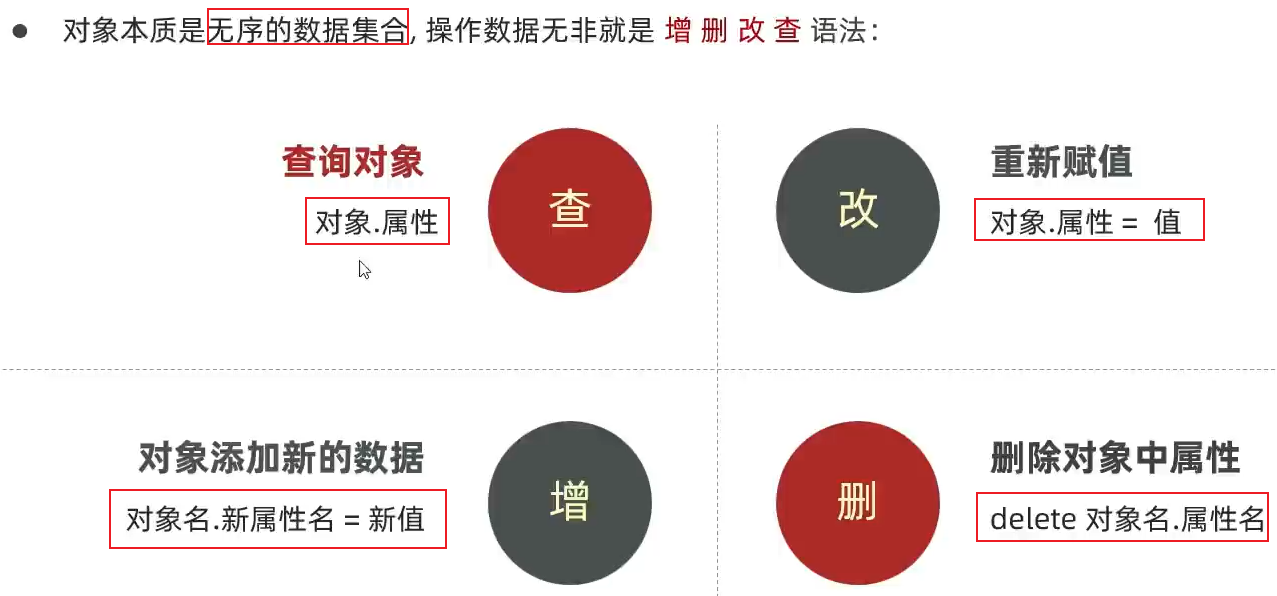 ● 对象本质是无序的数据集合, 操作数据无非就是 增 删 改 查 语法:
查询对象
对象.属性
查
改
重新赋值
对象.属性 = 值
对象添加新的数据
对象名.新属性名 = 新值
增
删
删除对象中属性
delete 对象名.属性名